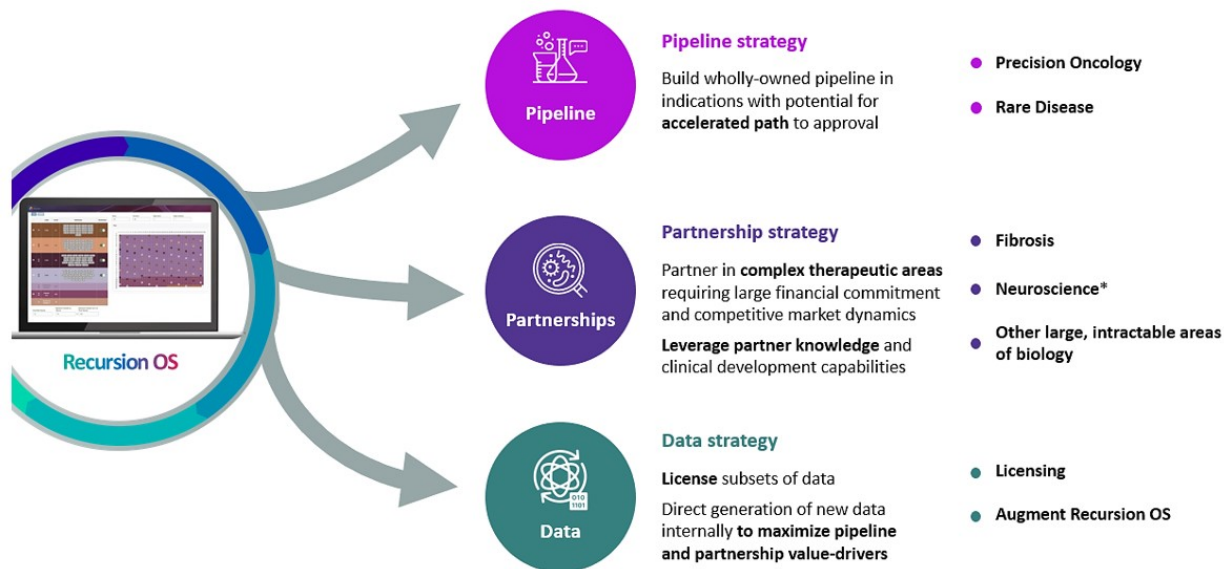 Pipeline
Pipeline strategy
Build wholly-owned pipeline in
indications with potential for
accelerated path to approval
Precision Oncology
Rare Disease
Recursion OS
Partnerships
Partnership strategy
Partner in complex therapeutic areas
requiring large financial commitment
and competitive market dynamics
Leverage partner knowledge and
clinical development capabilities
Fibrosis
Neuroscience*
Other large, intractable areas
of biology
010
1101
Data
Data strategy
License subsets of data
Direct generation of new data
internally to maximize pipeline
and partnership value-drivers
Licensing
Augment Recursion OS